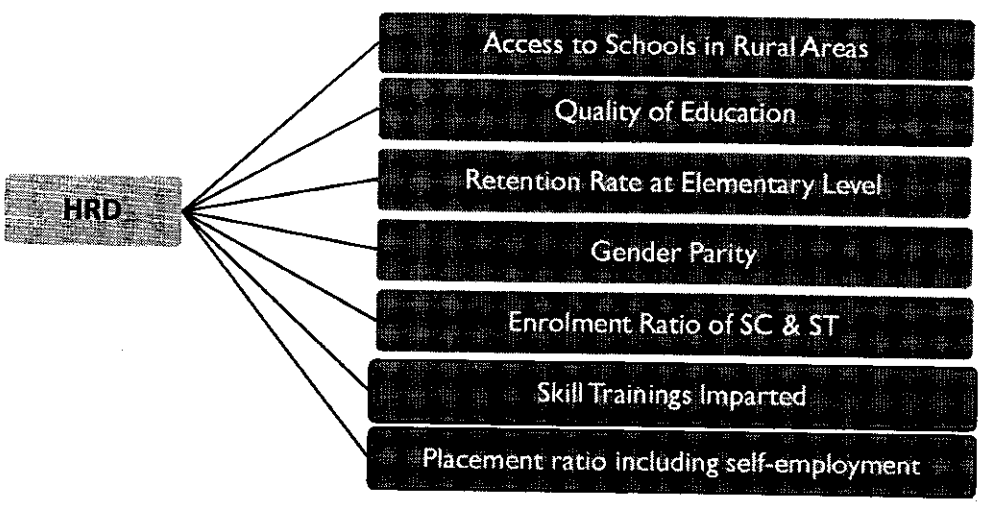 Access to Schools in Rural Areas
Quality of Education
Retention Rate at Elementary Level
HRD
Gender Parity
Enrolment Ratio of SC & ST
Skill Trainings Imparted
Placement ratio including self-employment